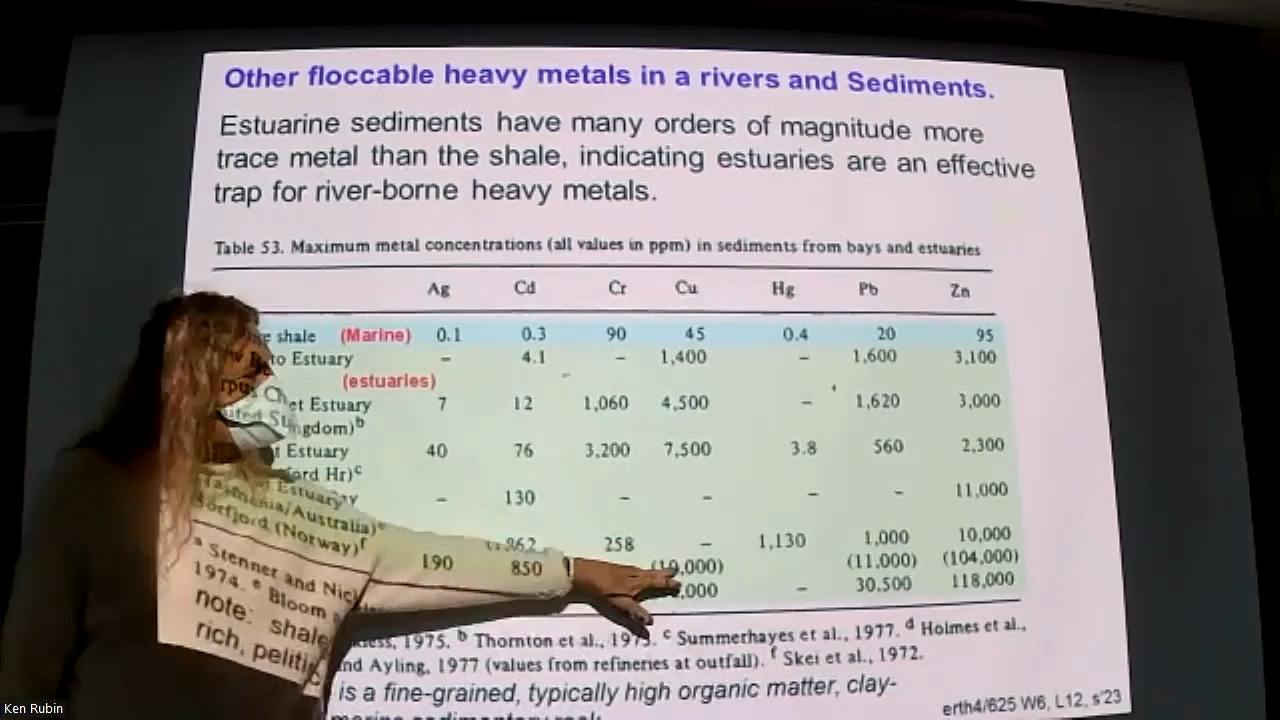 Other floccable heavy metals in a rivers and Sediments.
Estuarine sediments have many orders of magnitude more
trace metal than the shale, indicating estuaries are an effective
trap for river-borne heavy metals.
Table 53. Maximum metal concentrations (all values in ppm) in sediments from bays and estuaries
Ag Cd Cr Cu Hg Pb Zn
shale (Marine) 0.1 0.3 90 45 0.4 20 95
Estuary – 4.1 – 1,400 – 1,600 3,100
(estuaries)
Estuary 7 12 1,060 4,500 – 1,620 3,000
Estuary 40 76 3,200 7,500 3.8 560 2,300
Estuary – 130 – – – – 11,000
(Tasmania/Australia)e 258 – 1,130 1,000 10,000
(11,000) (104,000)
Sörfjord (Norway)f 190 850 – 30,500 118,000
a Stenner and 1975. b Thornton et al., 1975. c Summerhayes et al., 1977. d Holmes et al.,
1974. e Bloom and Ayling, 1977 (values from refineries at outfall). f Skei et al., 1972.
note: shale is a fine-grained, typically high organic matter, clay-
rich, pelitic marine sedimentary rock
erth4/625 W6, L12, s'23
Ken Rubin